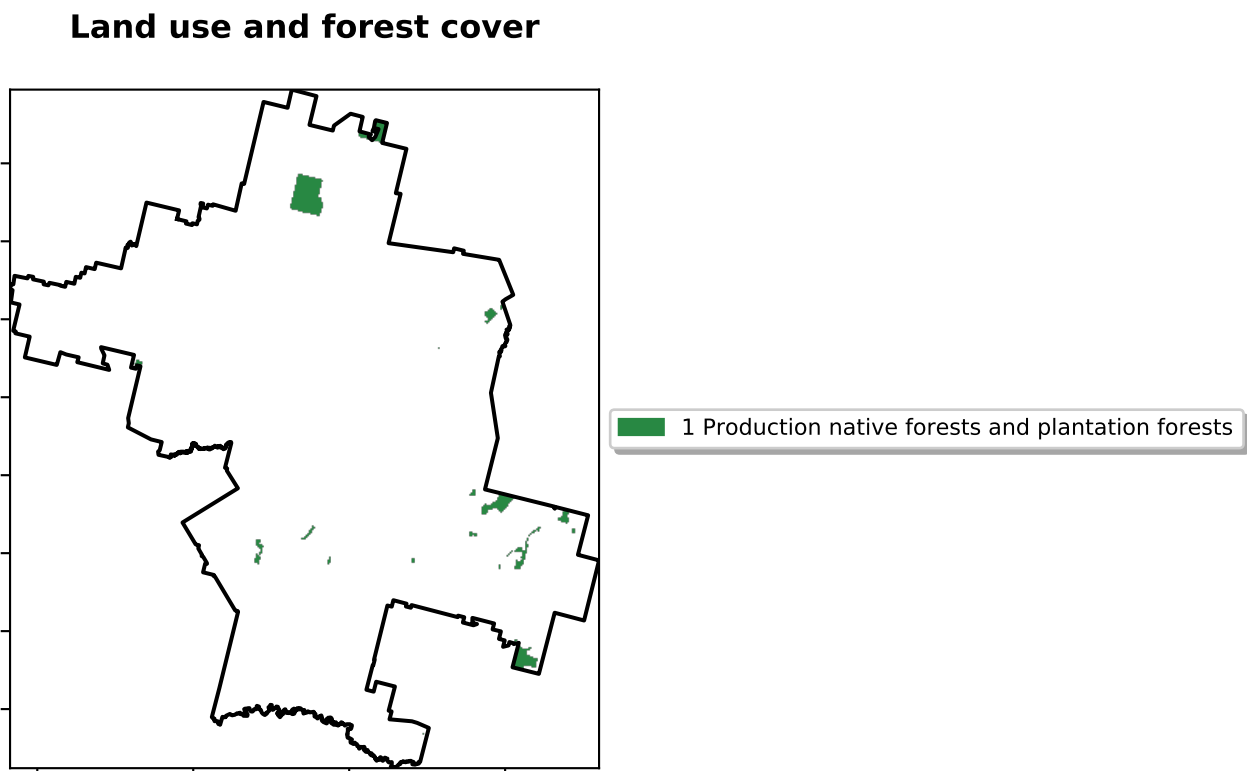 Land use and forest cover
1 Production native forests and plantation forests